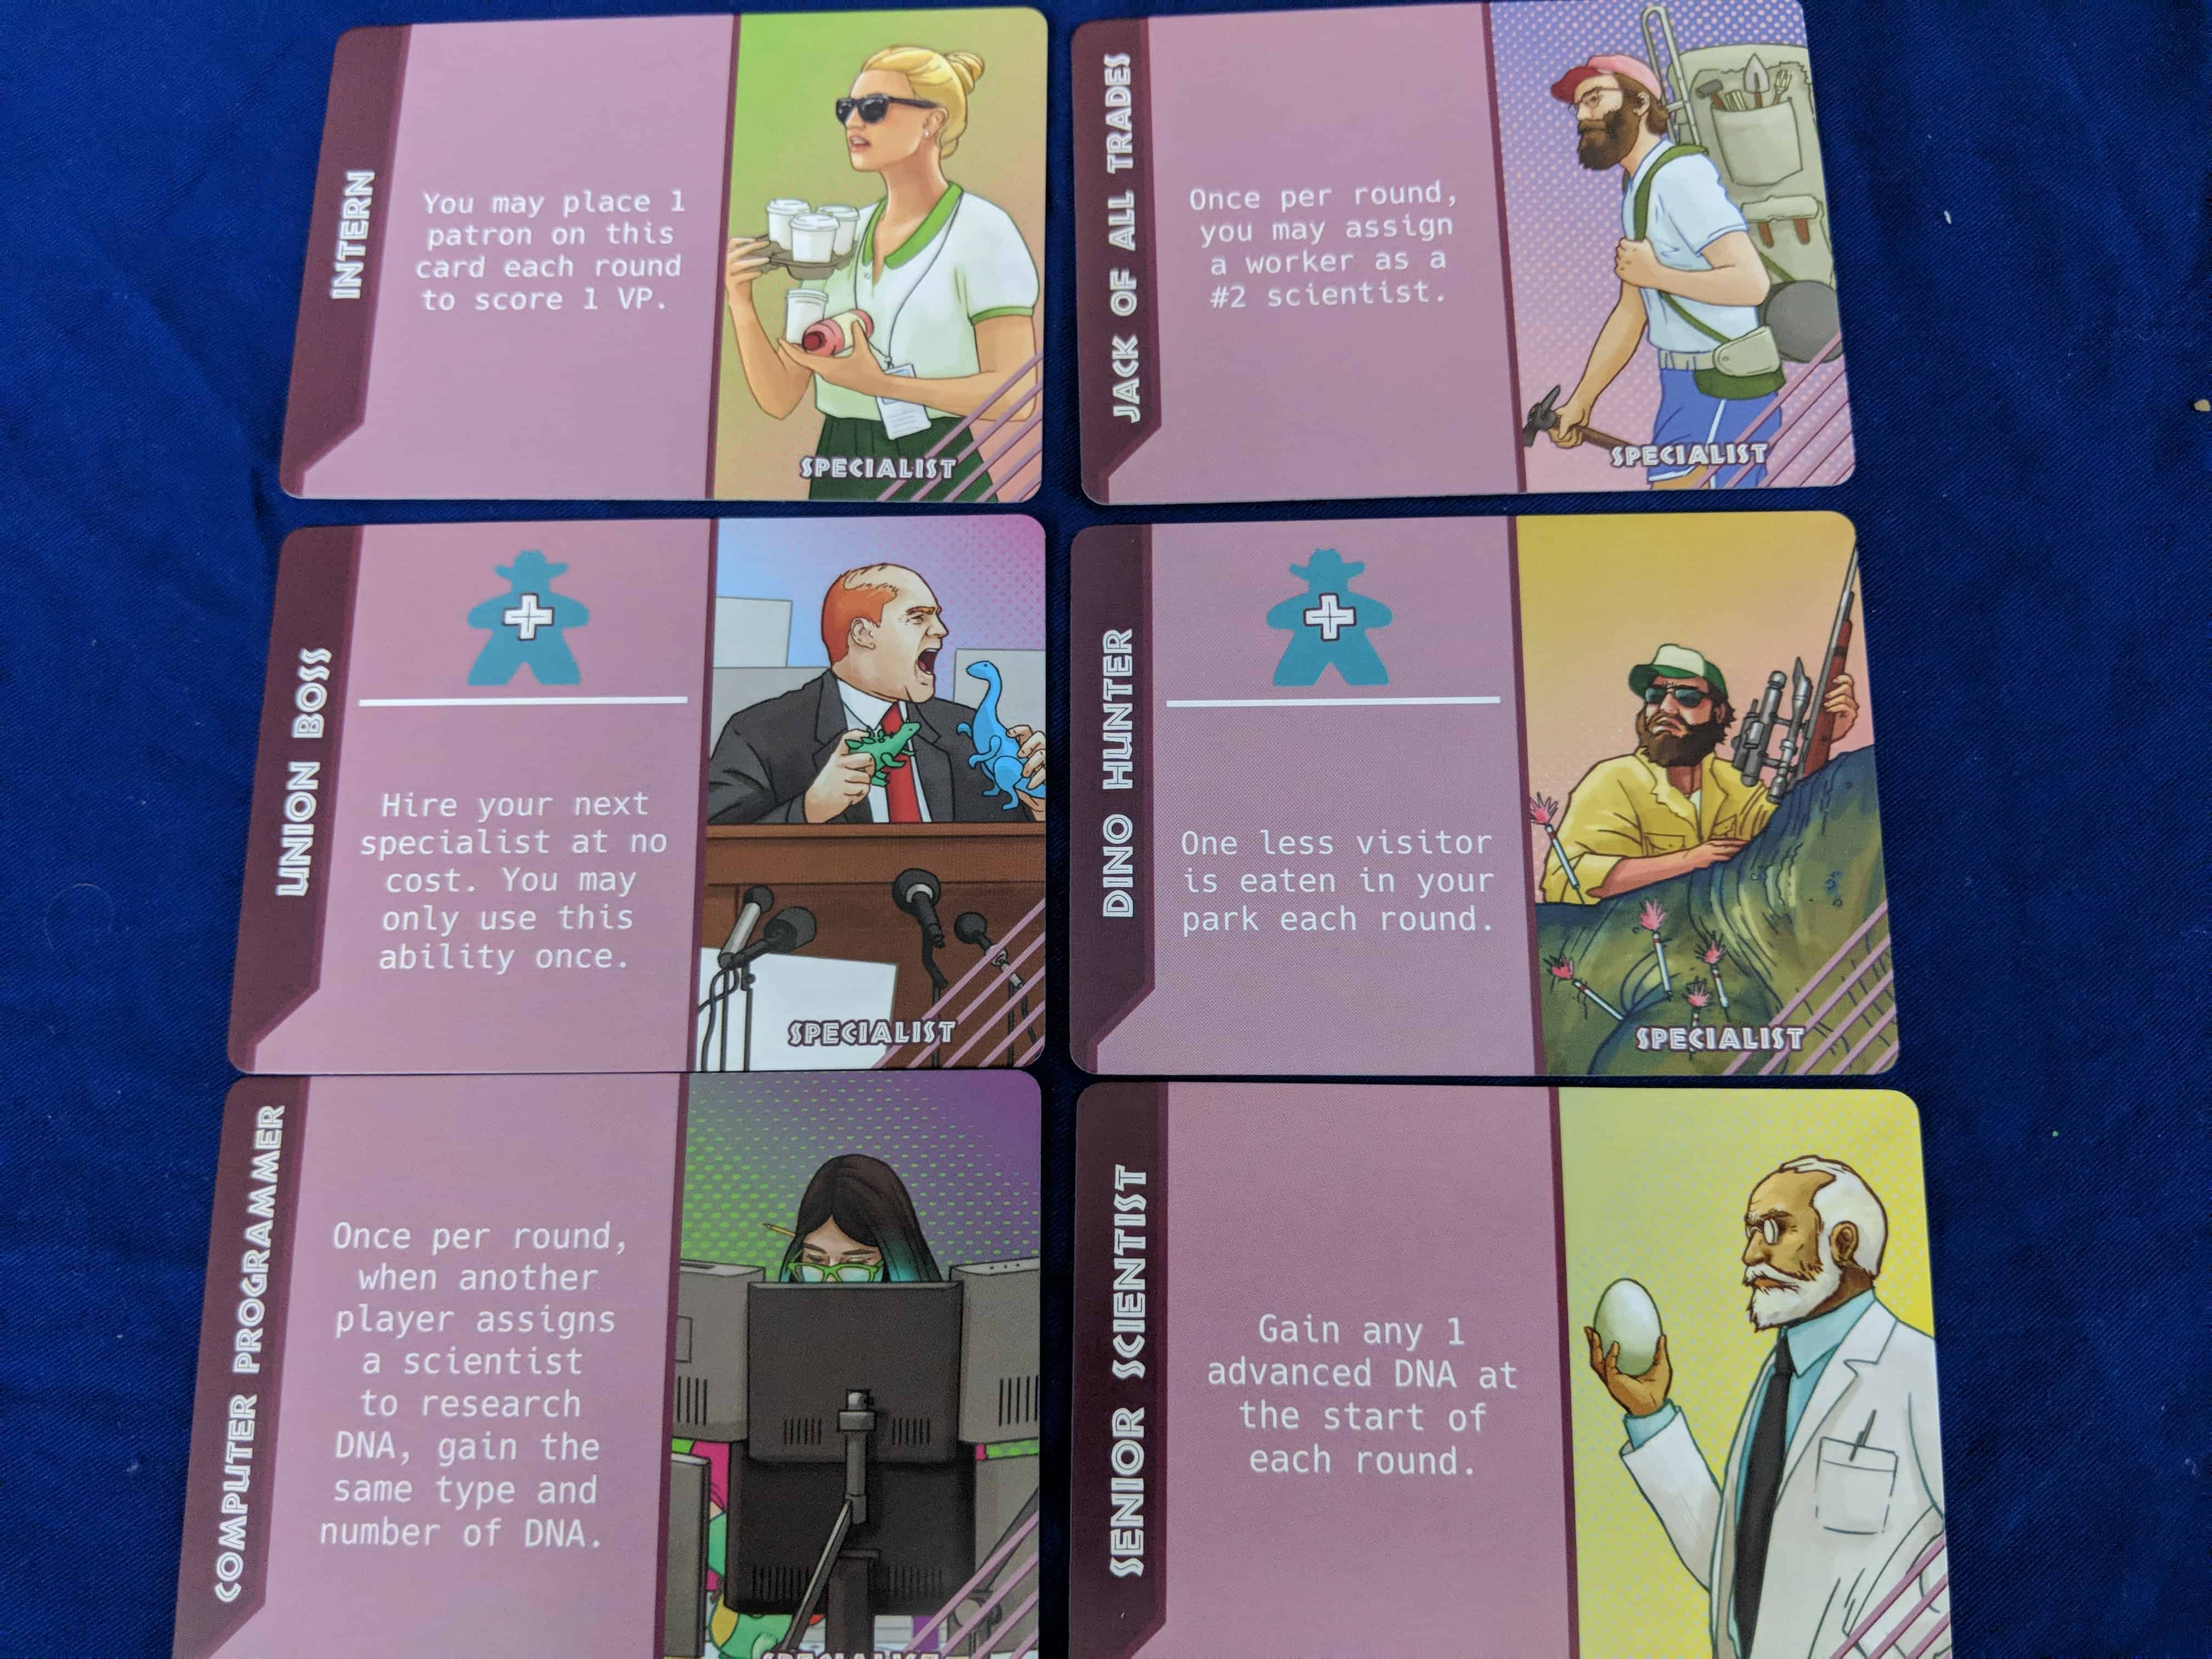 INTERN
You may place 1
patron on this
card each round
to score 1 VP.
SPECIALIST
JACK OF ALL TRADES
Once per round,
you may assign
a worker as a
#2 scientist.
SPECIALIST
UNION BOSS
Hire your next
specialist at no
cost. You may
only use this
ability once.
SPECIALIST
DINO HUNTER
One less visitor
is eaten in your
park each round.
SPECIALIST
COMPUTER PROGRAMMER
Once per round,
when another
player assigns
a scientist
to research
DNA, gain the
same type and
number of DNA.
SPECIALIST
SENIOR SCIENTIST
Gain any 1
advanced DNA at
the start of
each round.